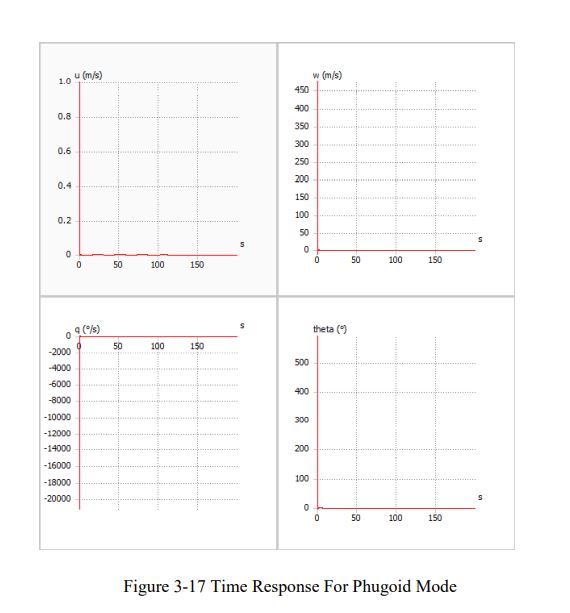 u (m/s)
1.0
0.8
0.6
0.4
0.2
0
s
0 50 100 150
w (m/s)
450
400
350
300
250
200
150
100
50
0
s
0 50 100 150
q (°/s)
s
0
0 50 100 150
-2000
-4000
-6000
-8000
-10000
-12000
-14000
-16000
-18000
-20000
theta (°)
500
400
300
200
100
0
s
0 50 100 150
Figure 3-17 Time Response For Phugoid Mode